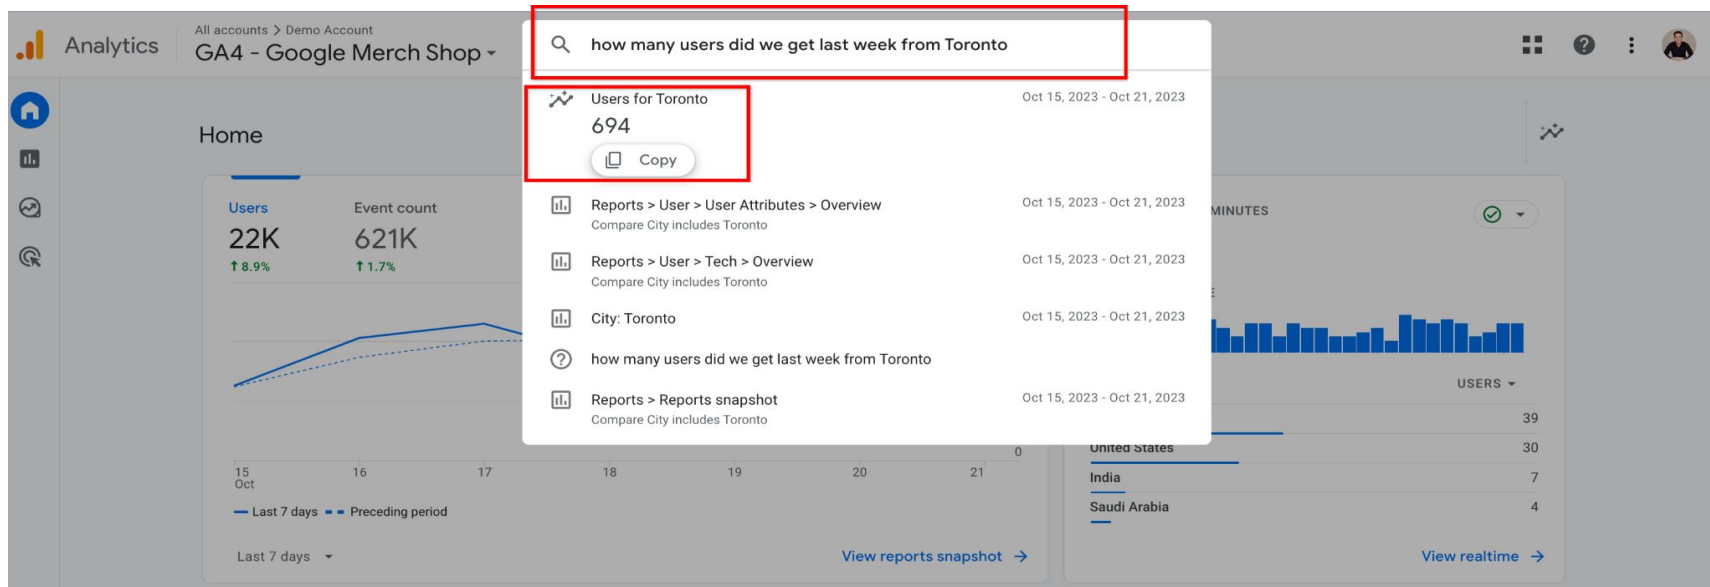 Analytics
All accounts > Demo Account
GA4 - Google Merch Shop
how many users did we get last week from Toronto
Users for Toronto
Oct 15, 2023 - Oct 21, 2023
694
Copy
Reports > User > User Attributes > Overview
Oct 15, 2023 - Oct 21, 2023
Compare City includes Toronto
Reports > User > Tech > Overview
Oct 15, 2023 - Oct 21, 2023
Compare City includes Toronto
City: Toronto
Oct 15, 2023 - Oct 21, 2023
how many users did we get last week from Toronto
Reports > Reports snapshot
Oct 15, 2023 - Oct 21, 2023
Compare City includes Toronto
Home
Users
Event count
22K
621K
8.9%
1.7%
0
15
16
17
18
19
20
21
Oct
Last 7 days
Preceding period
Last 7 days
View reports snapshot
MINUTES
USERS
39
United States
30
India
7
Saudi Arabia
4
View realtime